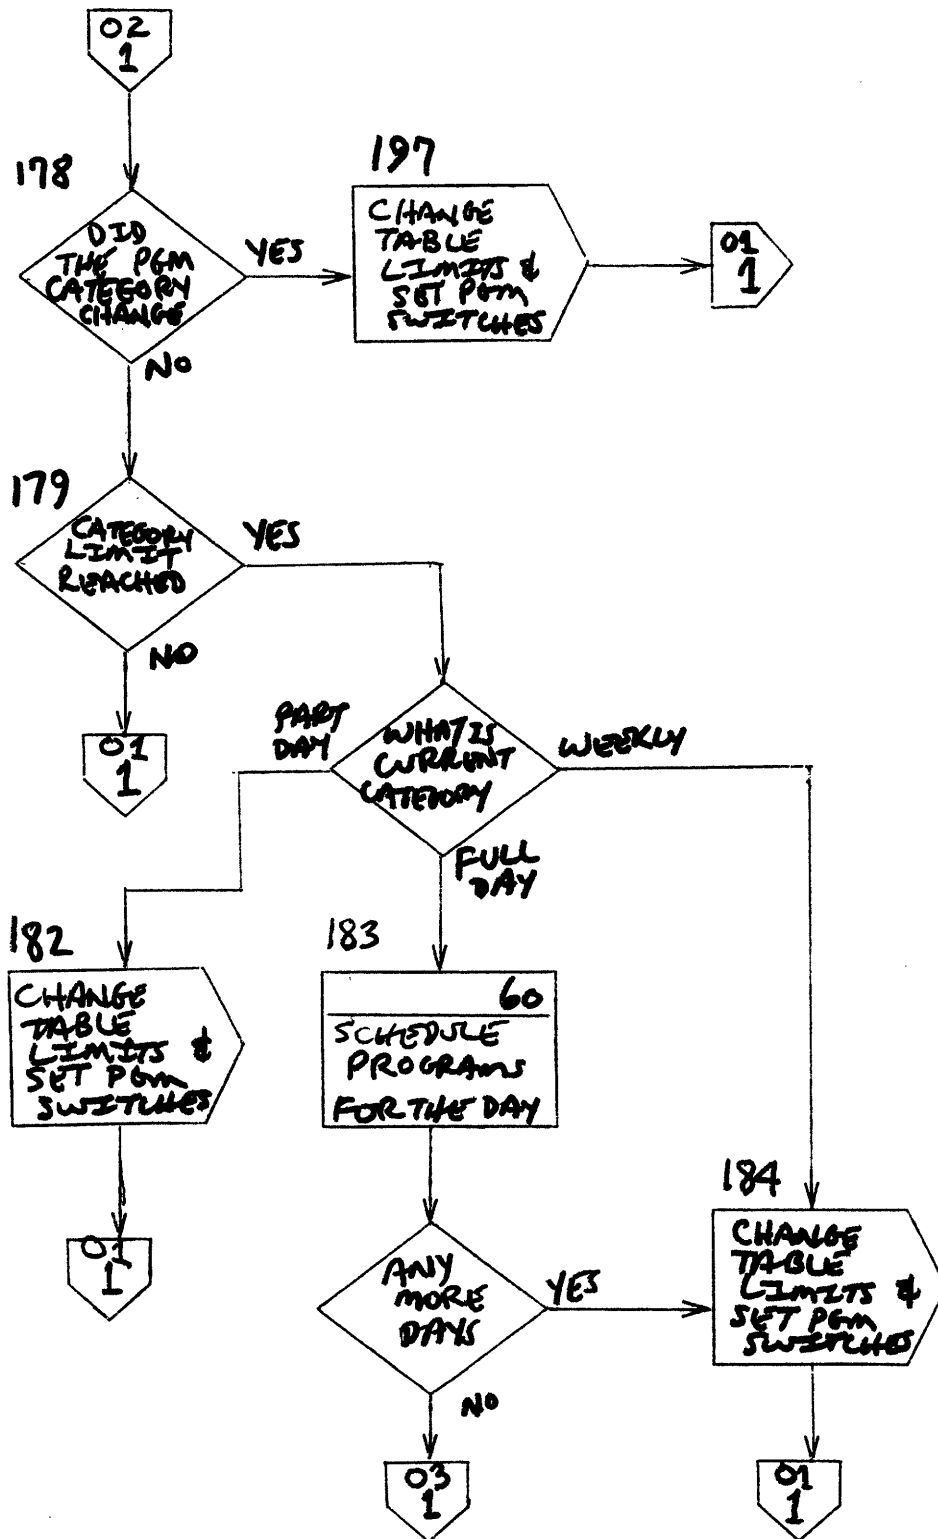 02
1
178
DID
THE PGM
CATEGORY
CHANGE
YES
NO
197
CHANGE
TABLE
LIMITS &
SET PGM
SWITCHES
01
1
179
CATEGORY
LIMIT
REACHED
YES
NO
01
1
WHAT IS
CURRENT
CATEGORY
PART
DAY
WEEKLY
FULL
DAY
182
CHANGE
TABLE
LIMITS &
SET PGM
SWITCHES
01
1
183
60
SCHEDULE
PROGRAMS
FOR THE DAY
ANY
MORE
DAYS
YES
NO
03
1
184
CHANGE
TABLE
LIMITS &
SET PGM
SWITCHES
01
1